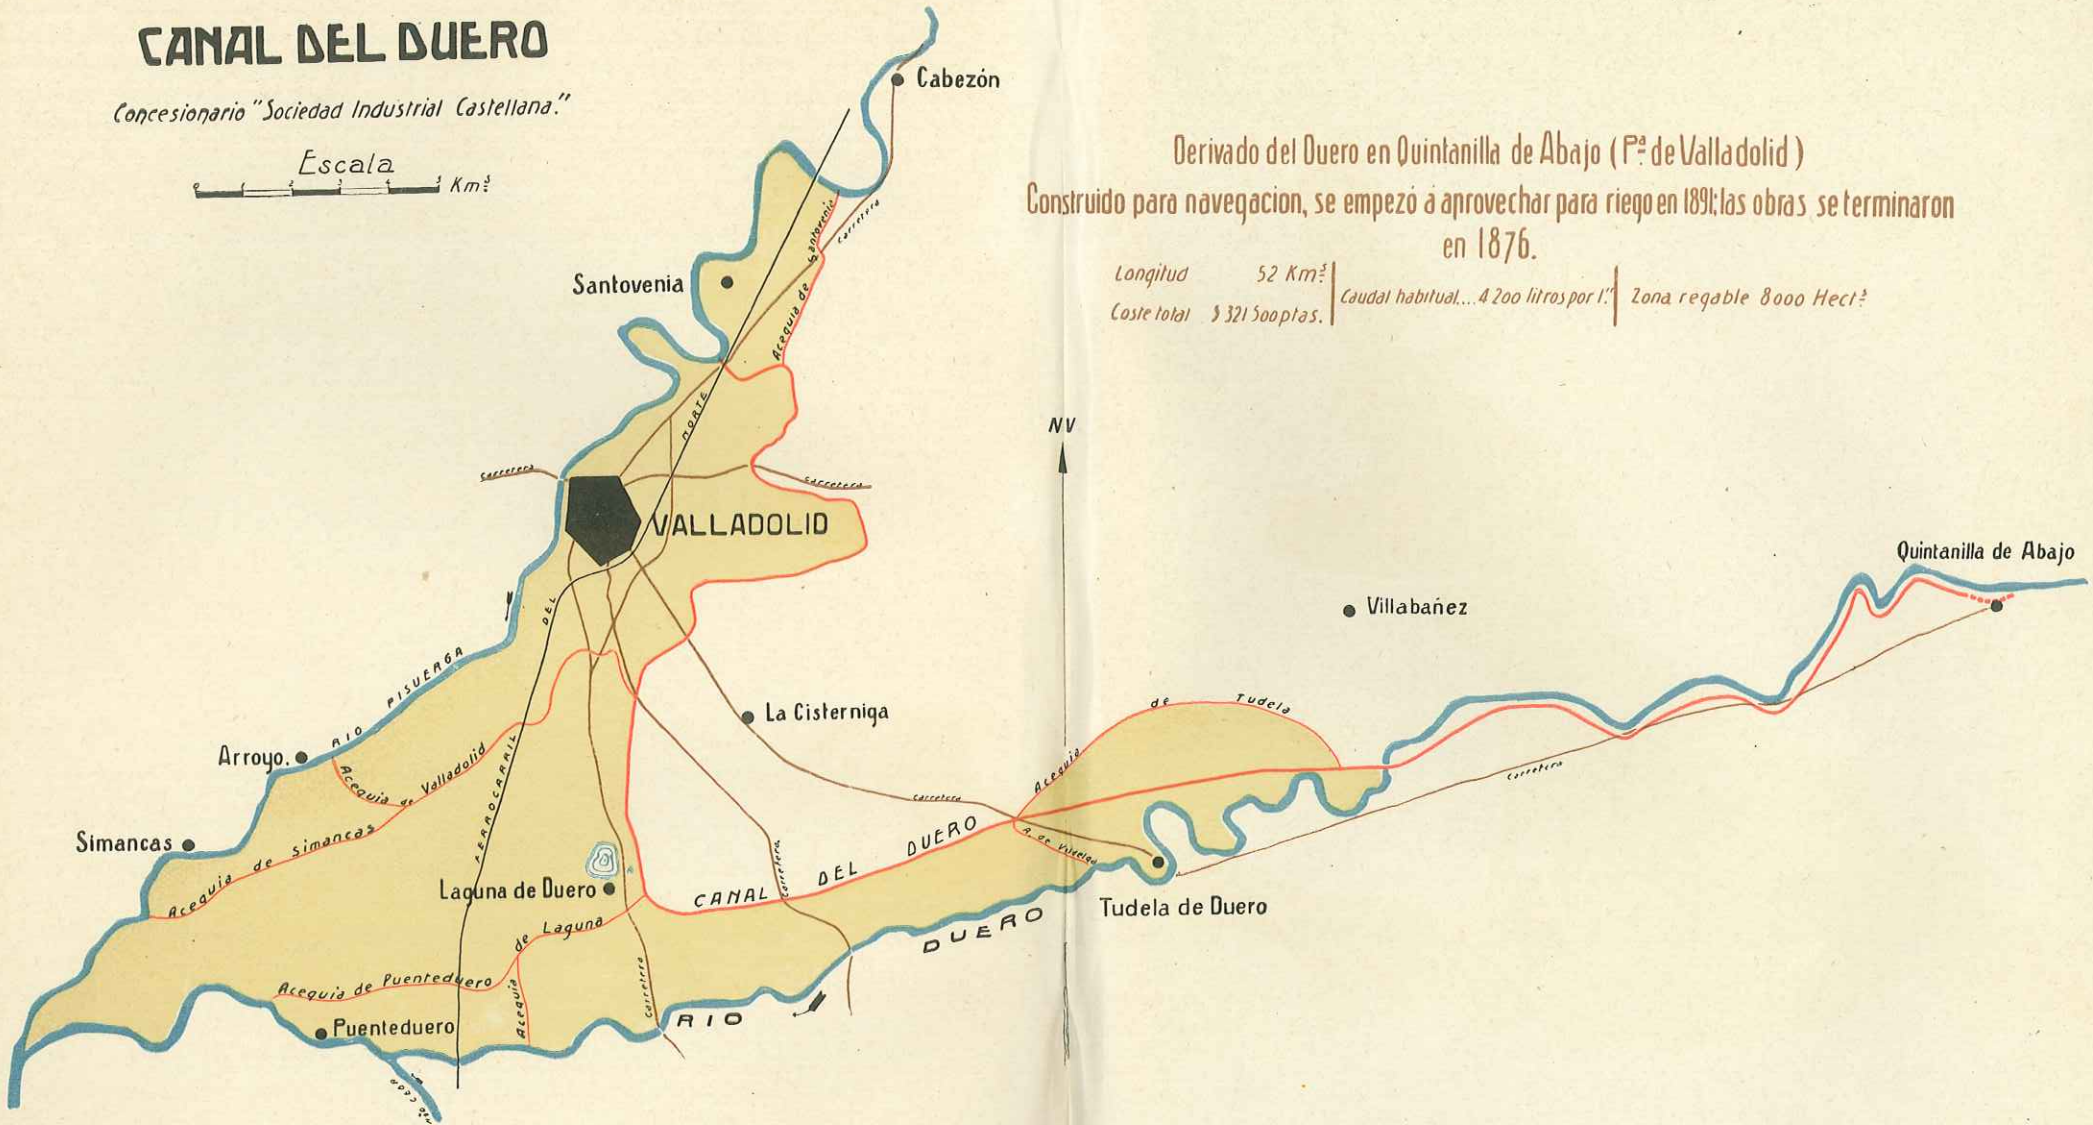 CANAL DEL DUERO
Concesionario "Sociedad Industrial Castellana."
Escala
Kmˢ
Derivado del Duero en Quintanilla de Abajo (Pª de Valladolid)
Construido para navegacion, se empezó á aprovechar para riego en 1891; las obras se terminaron
en 1876.
Longitud 52 Kmˢ
Coste total 321 500 ptas.
Caudal habitual.... 4 200 litros por 1"
Zona regable 8000 Hectˢ
Cabezón
Acequia de Santovenia
Carretera
Santovenia
NORTE
NV
Carretera
Carretera
VALLADOLID
Quintanilla de Abajo
DEL
Villabañez
RIO PISUERGA
La Cisterniga
Acequia de Tudela
Arroyo.
Acequia de Valladolid
FERROCARRIL
Carretera
Carretera
Simancas
Acequia de Simancas
CANAL DEL DUERO
A. de
Laguna de Duero
Carretera
Tudela de Duero
Acequia de Laguna
RIO DUERO
Acequia de Puenteduero
Carretera
Puenteduero